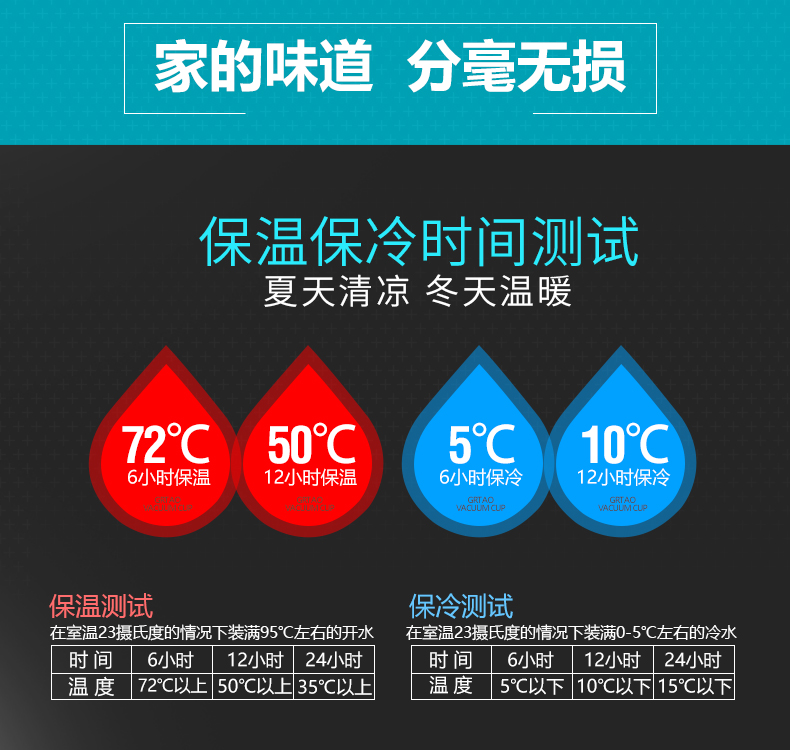 家的味道 分毫无损
保温保冷时间测试
夏天清凉 冬天温暖
72℃ 50℃ 5℃ 10℃
6小时保温 12小时保温 6小时保冷 12小时保冷
GRTAO GRTAO GRTAO GRTAO
VACUUM CUP VACUUM CUP VACUUM CUP VACUUM CUP
保温测试
在室温23摄氏度的情况下装满95℃左右的开水
时间 6小时 12小时 24小时
温度 72℃以上 50℃以上 35℃以上
保冷测试
在室温23摄氏度的情况下装满0-5℃左右的冷水
时间 6小时 12小时 24小时
温度 5℃以下 10℃以下 15℃以下